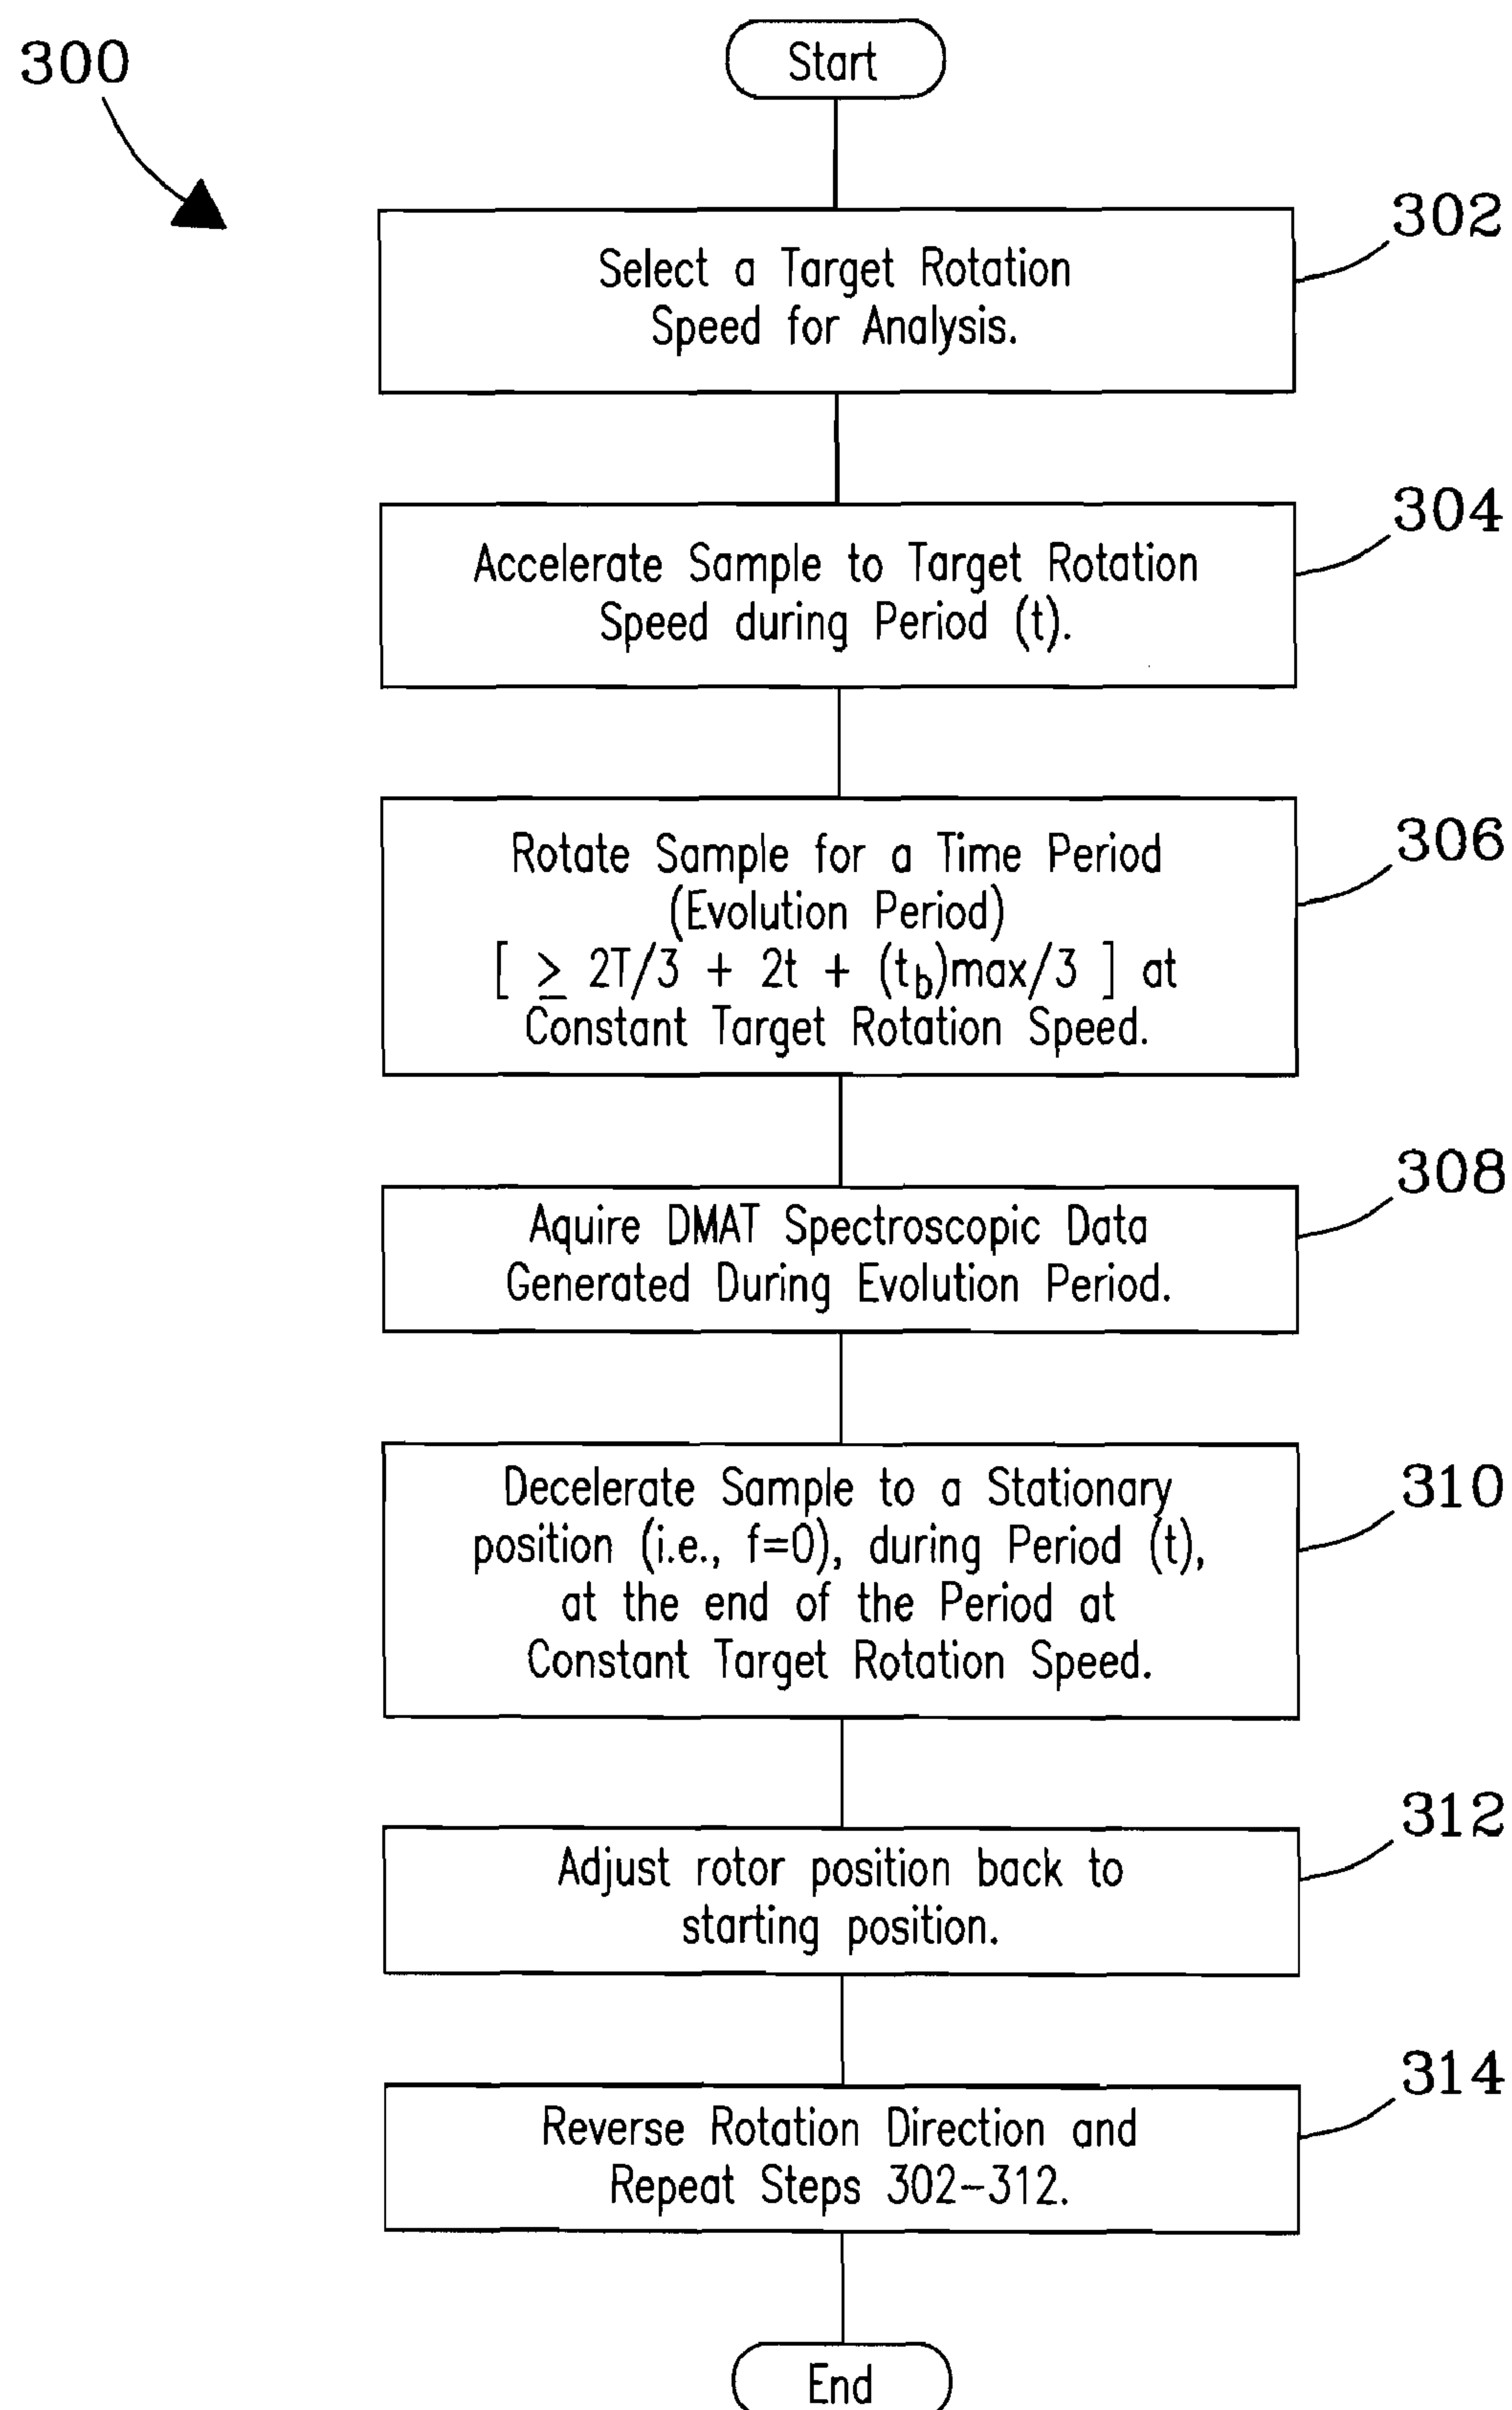 300
Start
302
Select a Target Rotation
Speed for Analysis.
304
Accelerate Sample to Target Rotation
Speed during Period (t).
306
Rotate Sample for a Time Period
(Evolution Period)
[ ≥ 2T/3 + 2t + (tb)max/3 ] at
Constant Target Rotation Speed.
308
Aquire DMAT Spectroscopic Data
Generated During Evolution Period.
310
Decelerate Sample to a Stationary
position (i.e., f=0), during Period (t),
at the end of the Period at
Constant Target Rotation Speed.
312
Adjust rotor position back to
starting position.
314
Reverse Rotation Direction and
Repeat Steps 302-312.
End